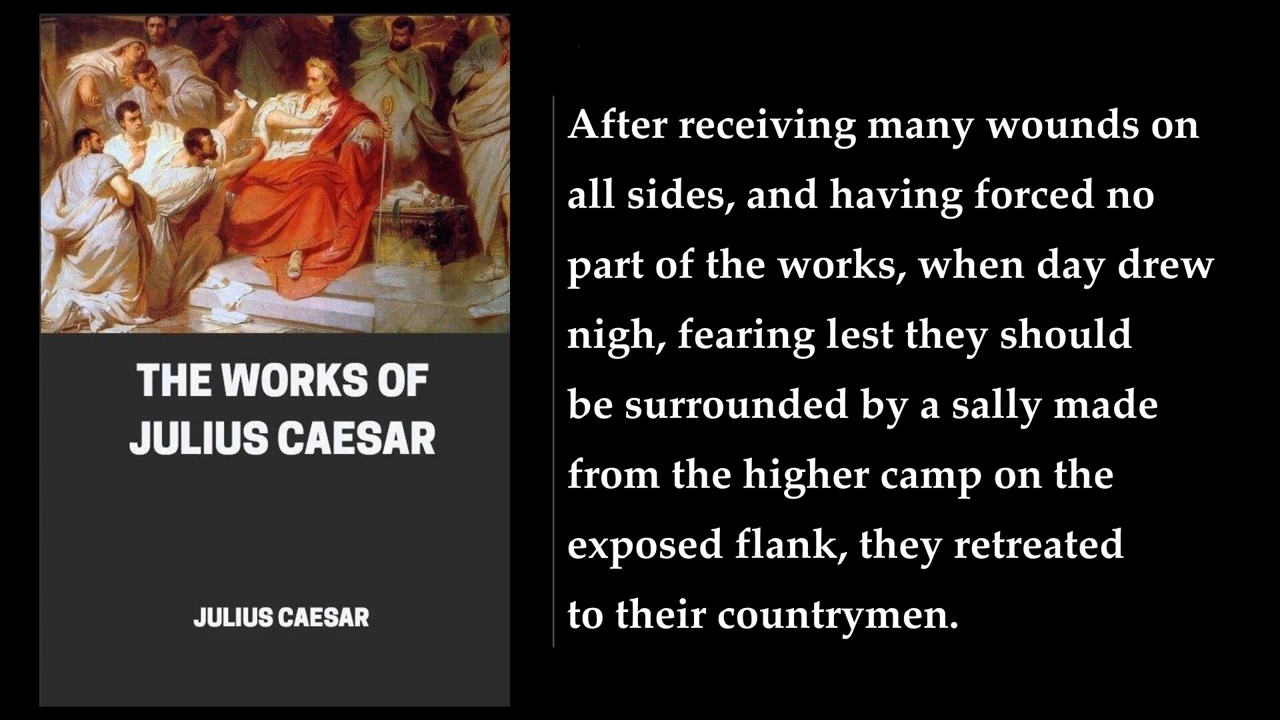 THE WORKS OF
JULIUS CAESAR
JULIUS CAESAR
After receiving many wounds on
all sides, and having forced no
part of the works, when day drew
nigh, fearing lest they should
be surrounded by a sally made
from the higher camp on the
exposed flank, they retreated
to their countrymen.